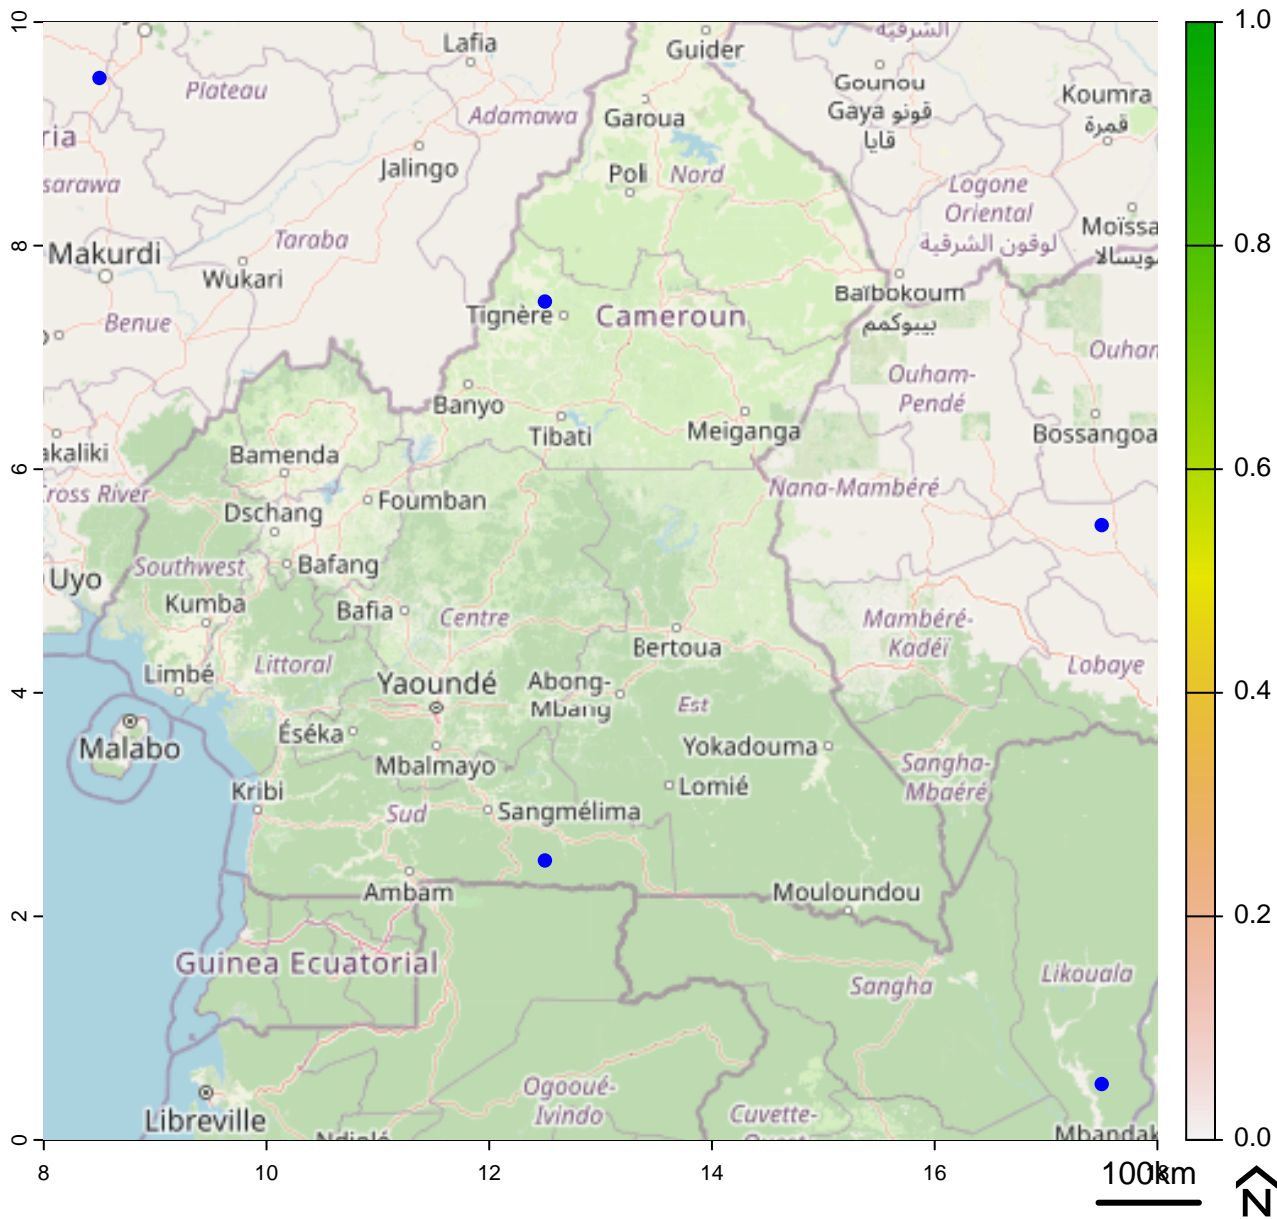 10
Lafia
Guider
الشرقية
1.0
Plateau
Gounou
Gaya قونو
قايا
Koumra
قمرة
Adamawa
Garoua
ria
Jalingo
Poli
Nord
sarawa
Logone
Oriental
لوقون الشرقية
Moïssa
مويسالا
8
Makurdi
Taraba
0.8
Wukari
Baïbokoum
بيبوكمم
Tignère
Cameroun
Benue
Ouham-
Pendé
Ouhan
Banyo
Tibati
Meiganga
Bossangoa
akaliki
Bamenda
6
0.6
Cross River
Foumban
Nana-Mambéré
Dschang
Southwest
Bafang
Uyo
Kumba
Bafia
Centre
Mambéré-
Kadéï
Bertoua
Limbé
Littoral
Yaoundé
Abong-
Mbang
Est
Lobaye
4
0.4
Malabo
Éséka
Mbalmayo
Yokadouma
Sangha-
Mbaéré
Kribi
Lomié
Sud
Sangmélima
Ambam
Mouloundou
2
0.2
Guinea Ecuatorial
Sangha
Likouala
Ogooué-
Ivindo
Cuvette-
Libreville
Mbandak
0
0.0
8
10
12
14
16
18
100km
N